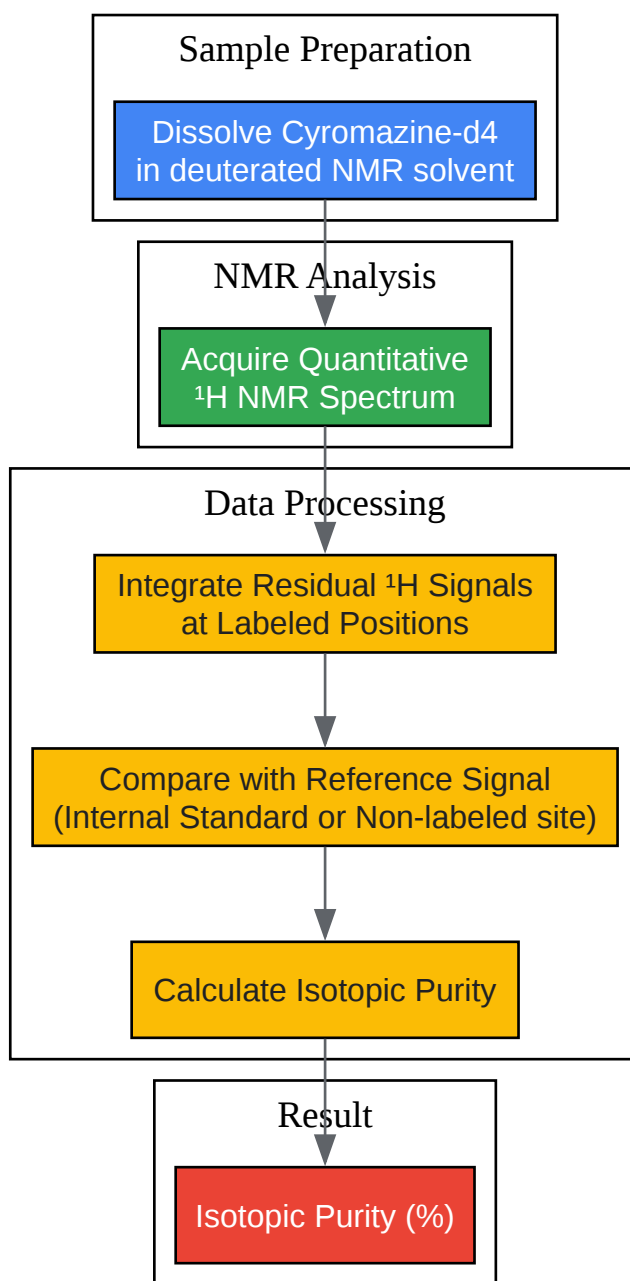 Sample Preparation
Dissolve Cyromazine-d4
in deuterated NMR solvent
NMR Analysis
Acquire Quantitative
¹H NMR Spectrum
Data Processing
Integrate Residual ¹H Signals
at Labeled Positions
Compare with Reference Signal
(Internal Standard or Non-labeled site)
Calculate Isotopic Purity
Result
Isotopic Purity (%)